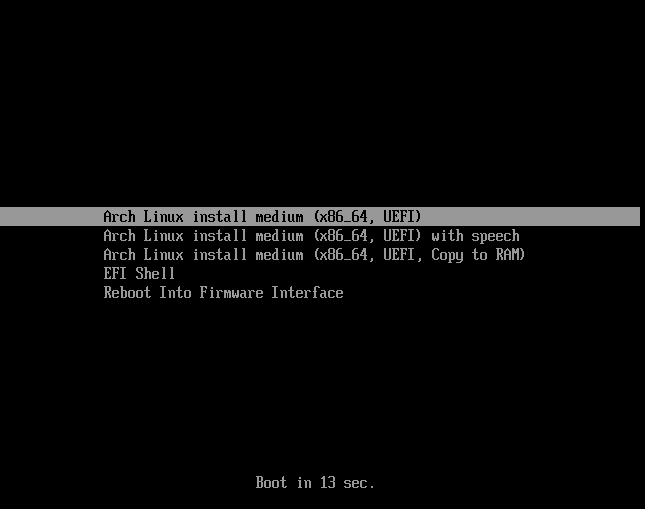 Arch Linux install medium (x86_64, UEFI)
Arch Linux install medium (x86_64, UEFI) with speech
Arch Linux install medium (x86_64, UEFI, Copy to RAM)
EFI Shell
Reboot Into Firmware Interface
Boot in 13 sec.